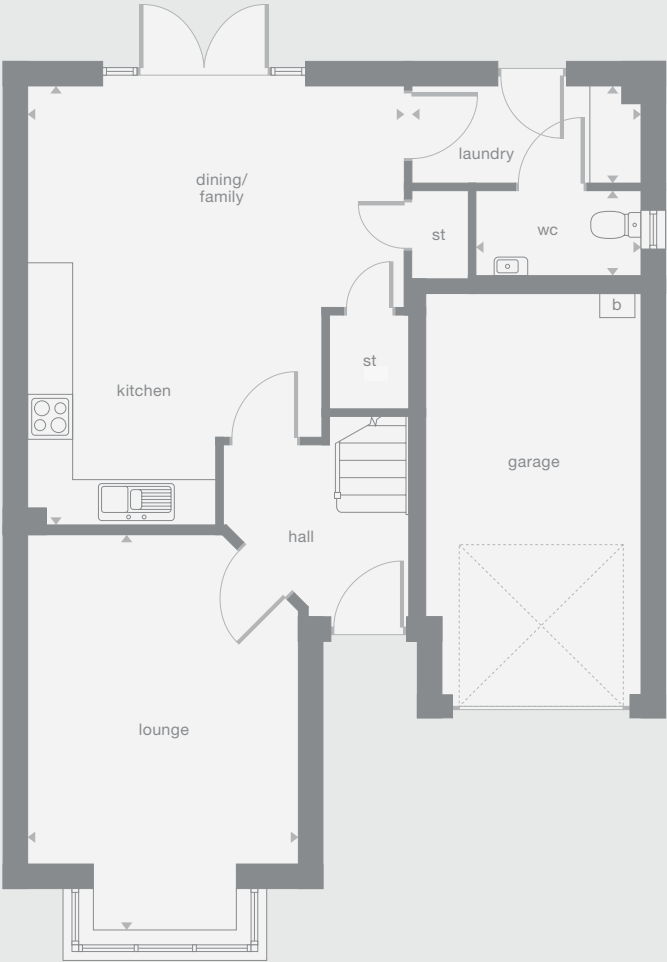 laundry
dining/
family
st
wc
b
st
kitchen
garage
hall
lounge